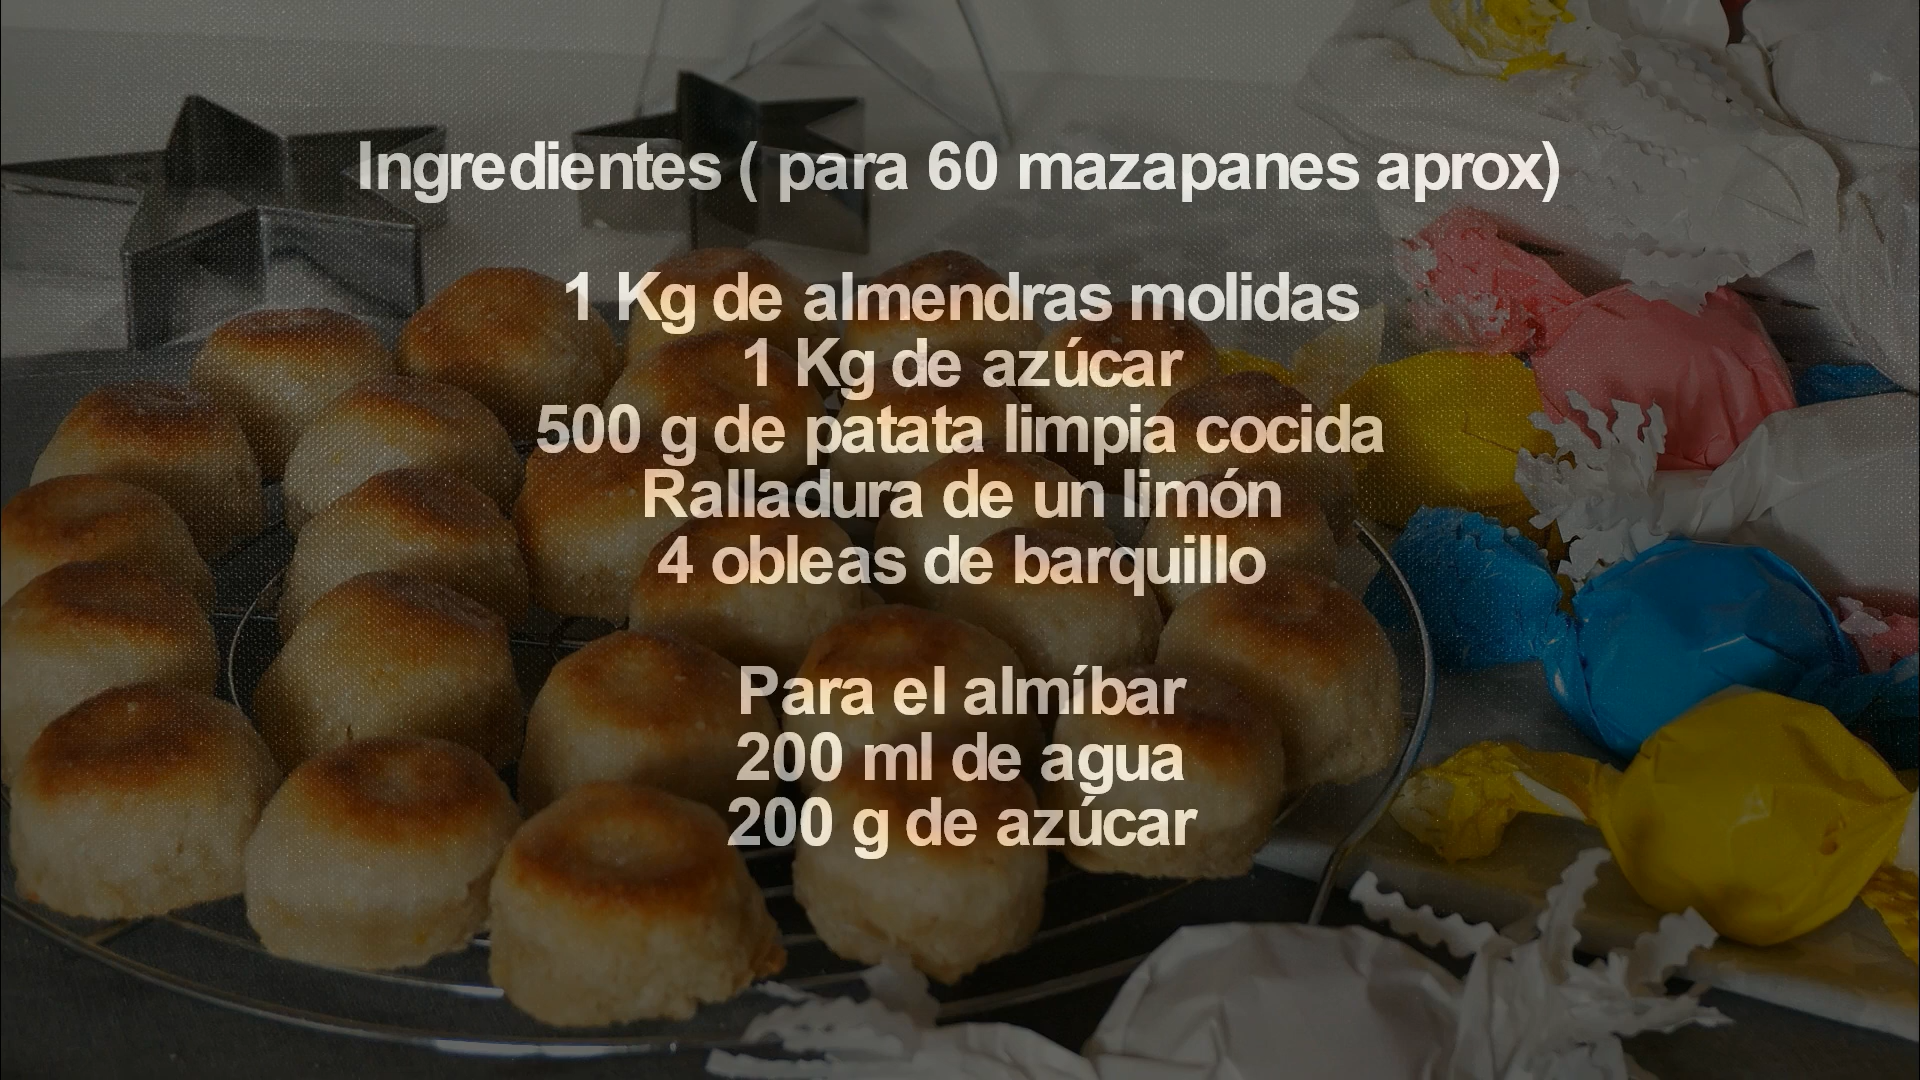 Ingredientes ( para 60 mazapanes aprox)
1 Kg de almendras molidas
1 Kg de azúcar
500 g de patata limpia cocida
Ralladura de un limón
4 obleas de barquillo
Para el almíbar
200 ml de agua
200 g de azúcar